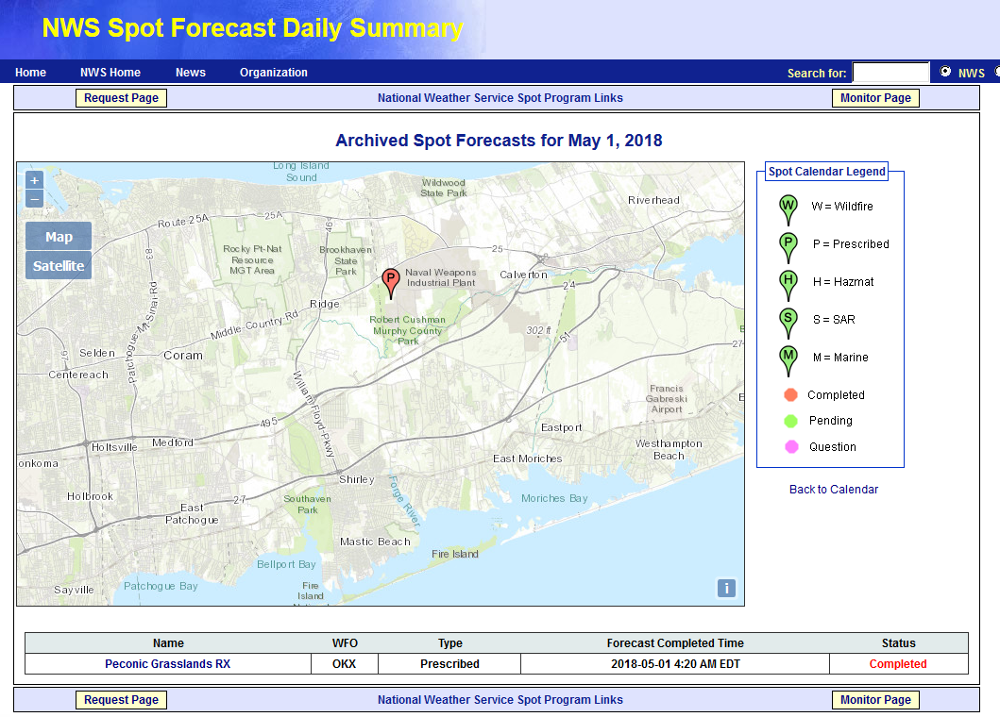 NWS Spot Forecast Daily Summary
Home NWS Home News Organization Search for: NWS
Request Page National Weather Service Spot Program Links Monitor Page
Archived Spot Forecasts for May 1, 2018
+
−
Map
Satellite
Long Island
Sound
Wildwood
State Park
Riverhead
Route 25A
25A
46
83
Rocky Pt-Nat
Resource
MGT Area
Brookhaven
State
Park
25
Naval Weapons
Industrial Plant
Calverton
24
P
Patchogue-Mt-Sinai-Rd
Ridge
Middle Country Rd
Robert Cushman
Murphy County
Park
302 ft
51
27
97
Selden
Coram
Centereach
William-Floyd-Pkwy
Francis
Gabreski
Airport
495
Medford
Holtsville
onkoma
Eastport
Westhampton
Beach
East Moriches
Shirley
Forge River
Holbrook
27
East
Patchogue
Southaven
Park
Moriches Bay
Mastic Beach
Fire Island
Bellport Bay
Patchogue Bay
Sayville
Fire
Island
i
Spot Calendar Legend
W W = Wildfire
P P = Prescribed
H H = Hazmat
S S = SAR
M M = Marine
Completed
Pending
Question
Back to Calendar
Name WFO Type Forecast Completed Time Status
Peconic Grasslands RX OKX Prescribed 2018-05-01 4:20 AM EDT Completed
Request Page National Weather Service Spot Program Links Monitor Page